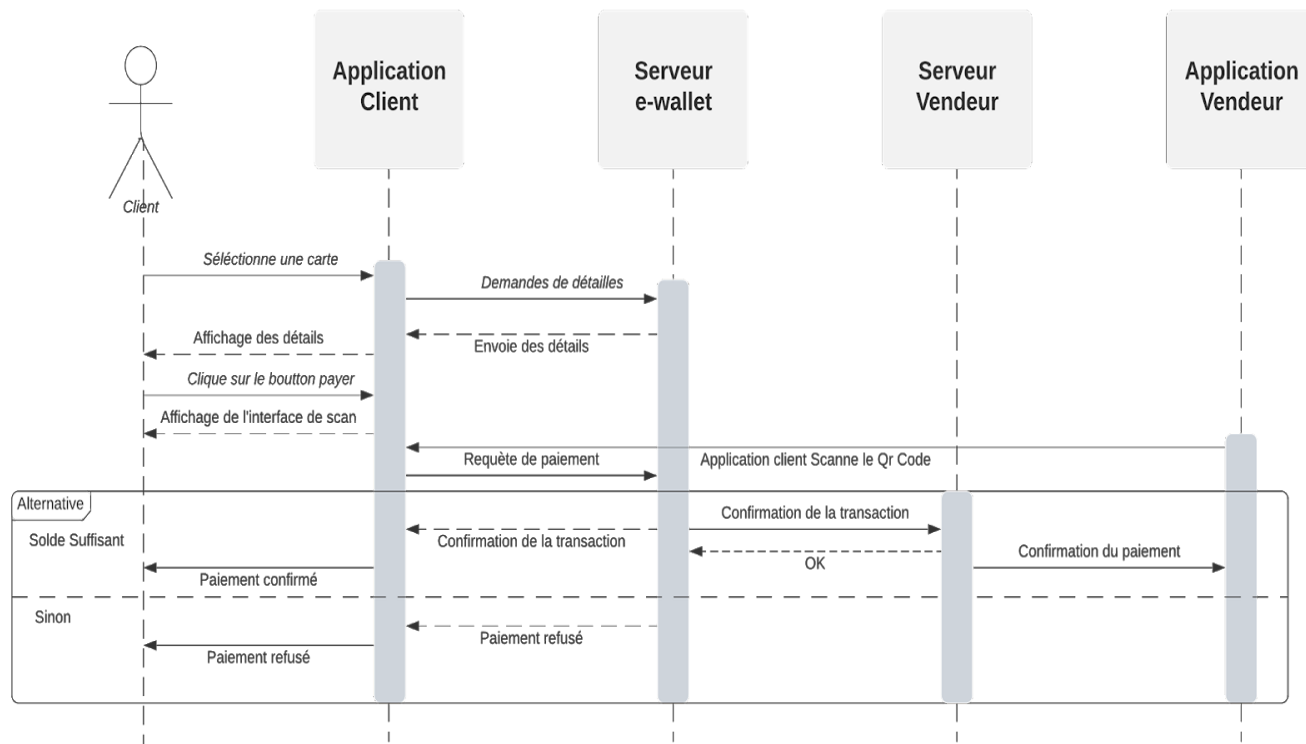 Application
Client
Serveur
e-wallet
Serveur
Vendeur
Application
Vendeur
Client
Séléctionne une carte
Demandes de détailles
Affichage des détails
Envoie des détails
Clique sur le boutton payer
Affichage de l'interface de scan
Requète de paiement
Application client Scanne le Qr Code
Alternative
Confirmation de la transaction
Solde Suffisant
Confirmation de la transaction
Confirmation du paiement
OK
Paiement confirmé
Sinon
Paiement refusé
Paiement refusé